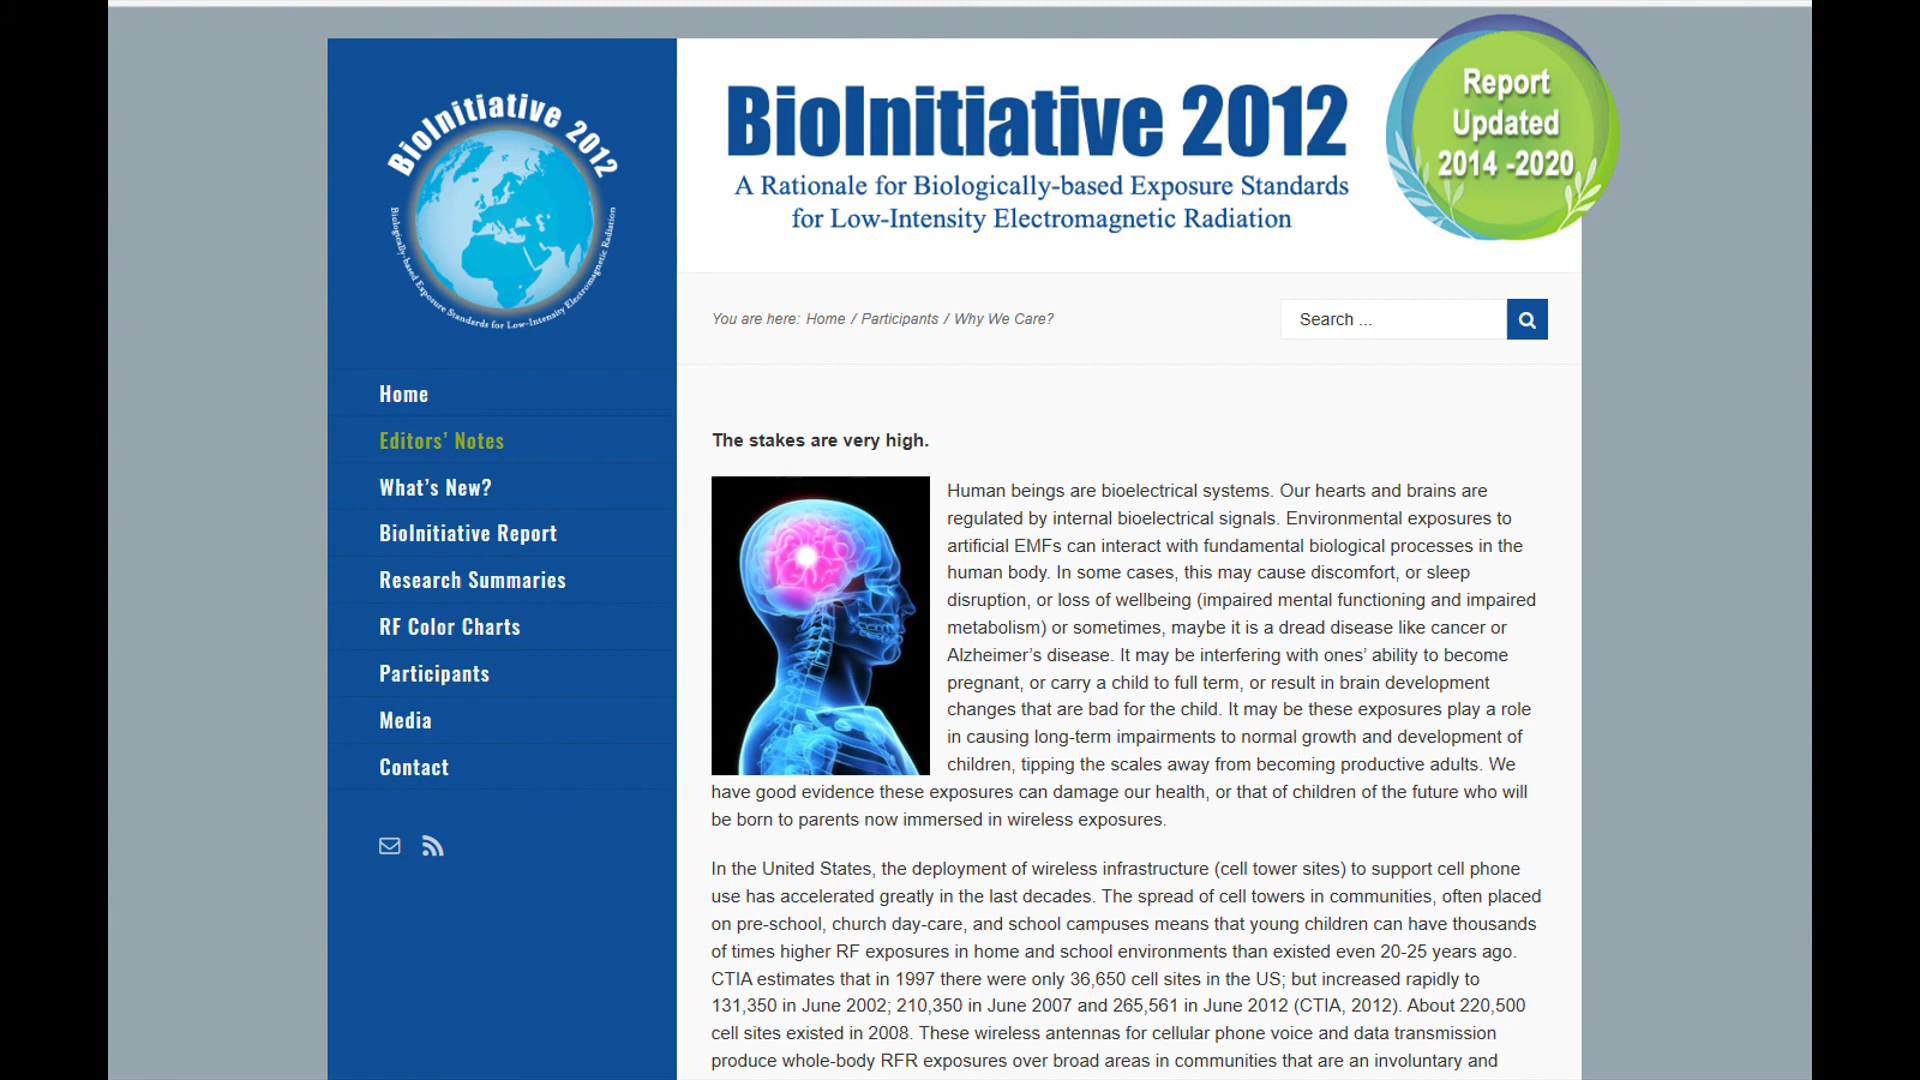 BioInitiative 2012
Biologically-based Exposure Standards for Low-Intensity Electromagnetic Radiation
Home
Editors’ Notes
What’s New?
BioInitiative Report
Research Summaries
RF Color Charts
Participants
Media
Contact
BioInitiative 2012
A Rationale for Biologically-based Exposure Standards
for Low-Intensity Electromagnetic Radiation
Report
Updated
2014 -2020
You are here: Home / Participants / Why We Care?
Search ...
The stakes are very high.
Human beings are bioelectrical systems. Our hearts and brains are
regulated by internal bioelectrical signals. Environmental exposures to
artificial EMFs can interact with fundamental biological processes in the
human body. In some cases, this may cause discomfort, or sleep
disruption, or loss of wellbeing (impaired mental functioning and impaired
metabolism) or sometimes, maybe it is a dread disease like cancer or
Alzheimer’s disease. It may be interfering with ones’ ability to become
pregnant, or carry a child to full term, or result in brain development
changes that are bad for the child. It may be these exposures play a role
in causing long-term impairments to normal growth and development of
children, tipping the scales away from becoming productive adults. We
have good evidence these exposures can damage our health, or that of children of the future who will
be born to parents now immersed in wireless exposures.
In the United States, the deployment of wireless infrastructure (cell tower sites) to support cell phone
use has accelerated greatly in the last decades. The spread of cell towers in communities, often placed
on pre-school, church day-care, and school campuses means that young children can have thousands
of times higher RF exposures in home and school environments than existed even 20-25 years ago.
CTIA estimates that in 1997 there were only 36,650 cell sites in the US; but increased rapidly to
131,350 in June 2002; 210,350 in June 2007 and 265,561 in June 2012 (CTIA, 2012). About 220,500
cell sites existed in 2008. These wireless antennas for cellular phone voice and data transmission
produce whole-body RFR exposures over broad areas in communities that are an involuntary and